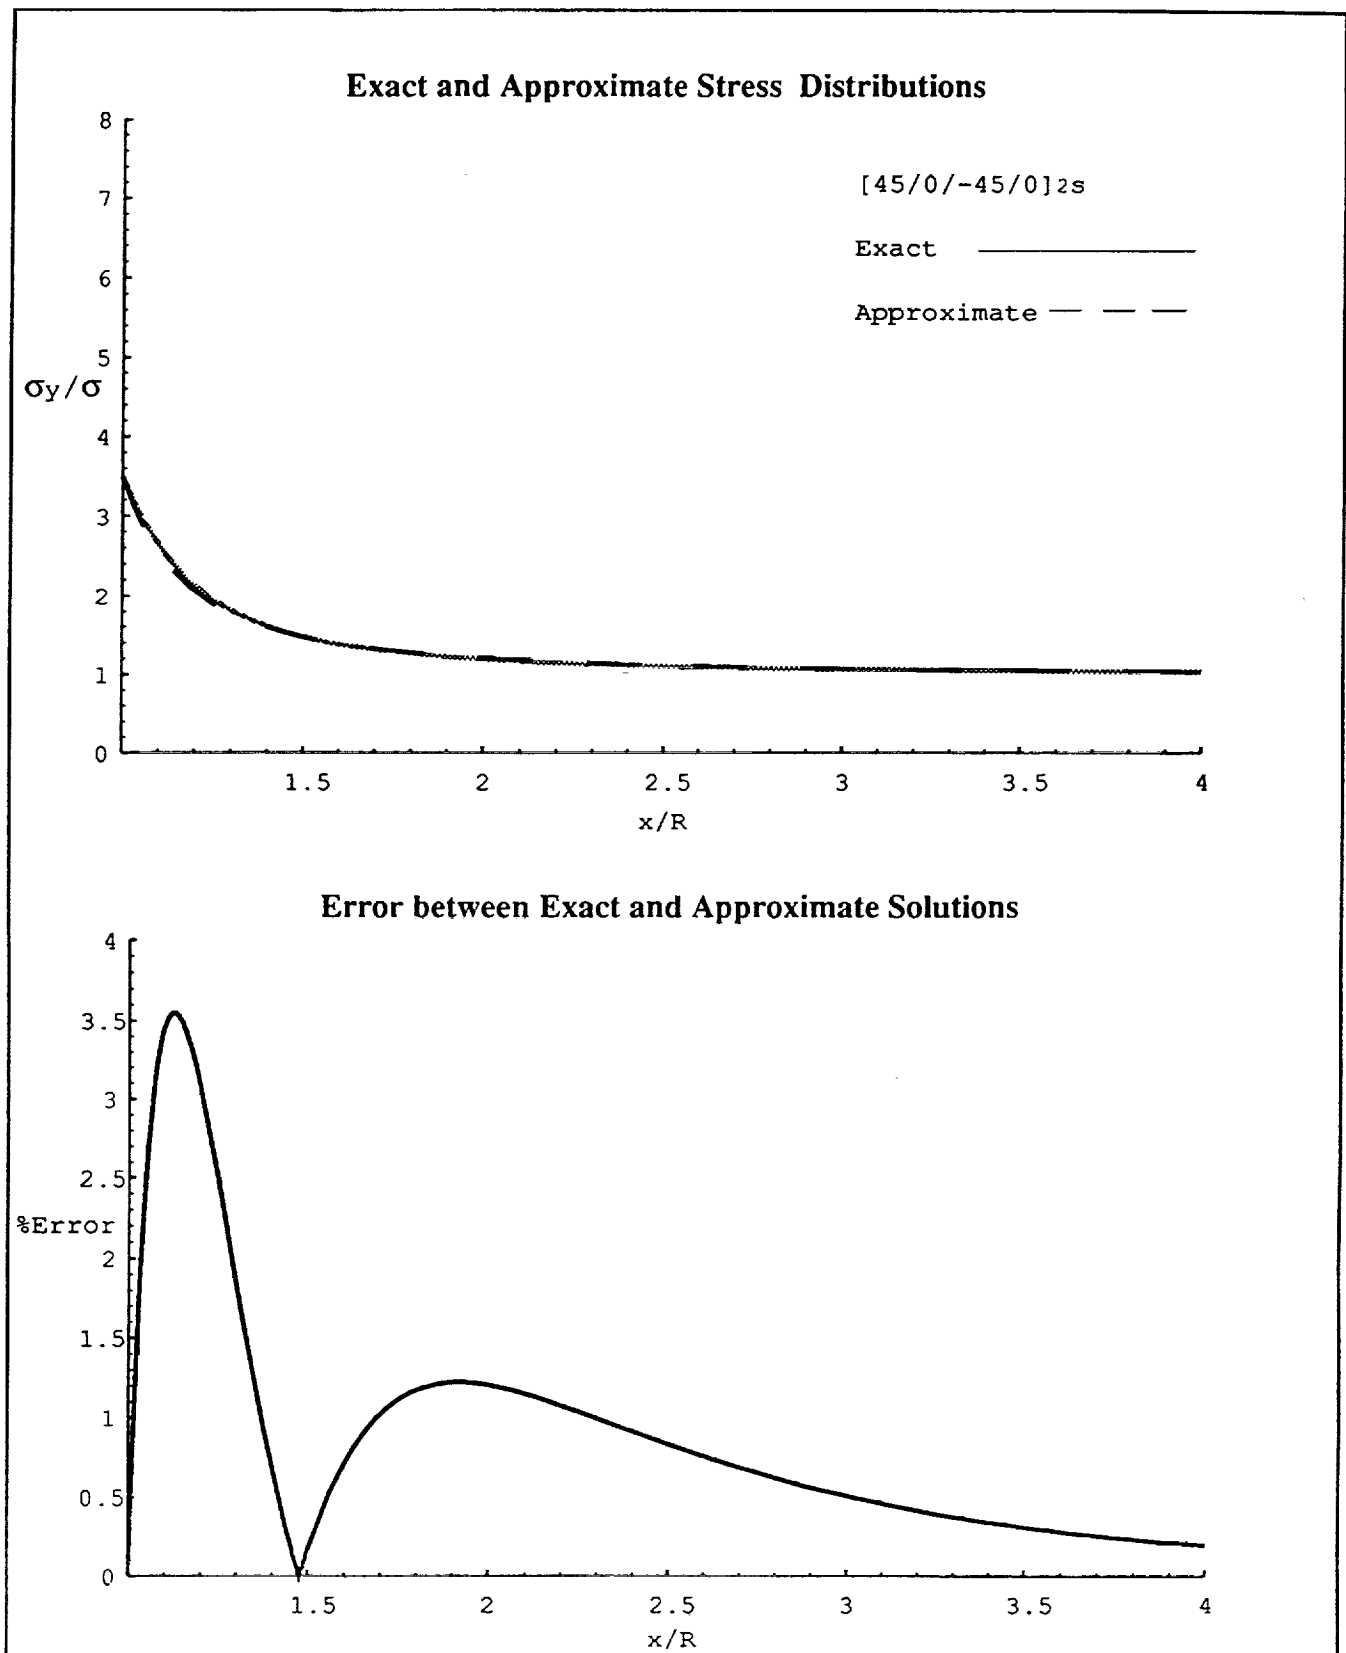 Exact and Approximate Stress Distributions
8
7
6
5
4
3
2
1
0
σy/σ
[45/0/-45/0]2s
Exact
Approximate
1.5 2 2.5 3 3.5 4
x/R
Error between Exact and Approximate Solutions
4
3.5
3
2.5
2
1.5
1
0.5
0
%Error
1.5 2 2.5 3 3.5 4
x/R